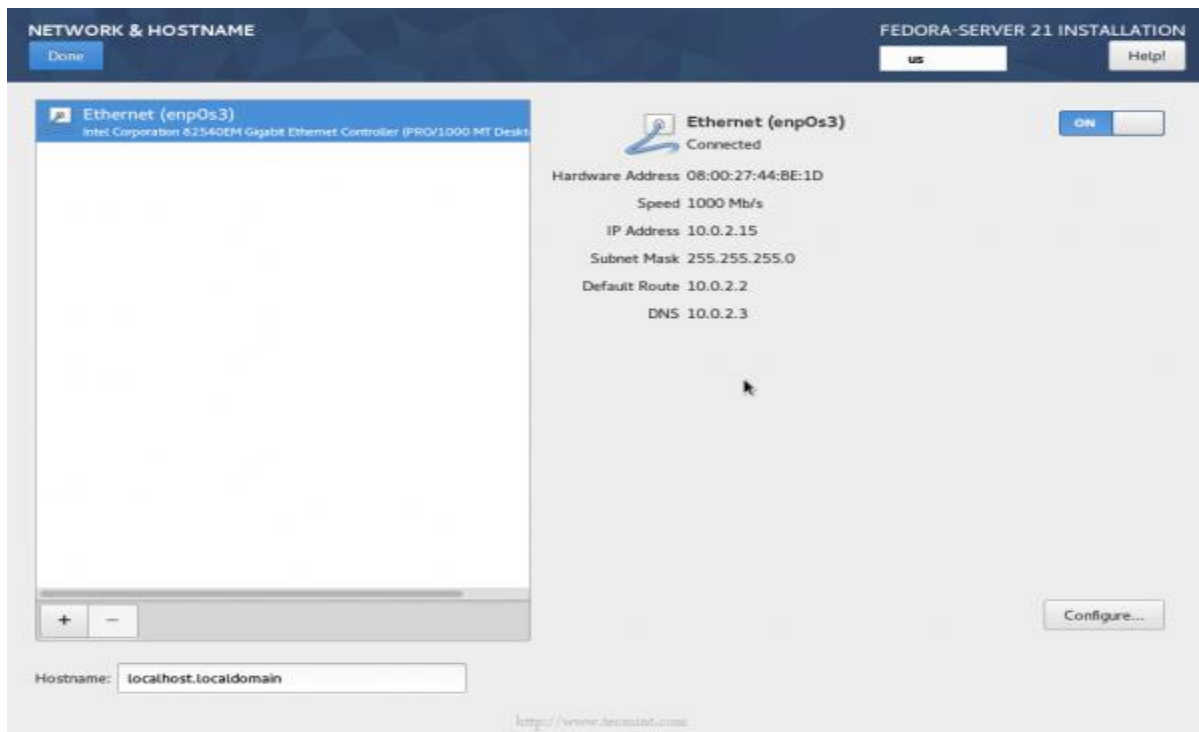 NETWORK & HOSTNAME
Done
FEDORA-SERVER 21 INSTALLATION
us
Help!
Ethernet (enp0s3)
Intel Corporation 82540EM Gigabit Ethernet Controller (PRO/1000 MT Deskt
Ethernet (enp0s3)
Connected
ON
Hardware Address 08:00:27:44:BE:1D
Speed 1000 Mb/s
IP Address 10.0.2.15
Subnet Mask 255.255.255.0
Default Route 10.0.2.2
DNS 10.0.2.3
+ −
Configure...
Hostname: localhost.localdomain
http://www.tecmint.com